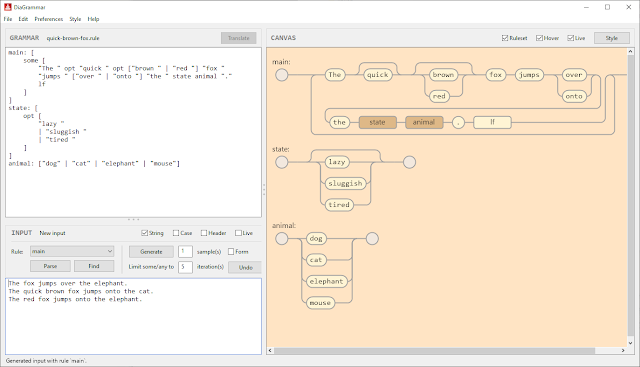 DiaGrammar
File Edit Preferences Style Help
GRAMMAR quick-brown-fox.rule Translate
main: [
some [
"The " opt "quick " opt ["brown " | "red "] "fox "
"jumps " ["over " | "onto "] "the " state animal "."
lf
]
]
state: [
opt [
"lazy "
| "sluggish "
| "tired "
]
]
animal: ["dog" | "cat" | "elephant" | "mouse"]
INPUT New input String Case Header Live
Rule: main Generate 1 sample(s) Form
Parse Find Limit some/any to 5 iteration(s) Undo
The fox jumps over the elephant.
The quick brown fox jumps onto the cat.
The red fox jumps onto the elephant.
Generated input with rule 'main'.
CANVAS Ruleset Hover Live Style
main:
The quick brown fox jumps over
red onto
the state animal . lf
state:
lazy
sluggish
tired
animal:
dog
cat
elephant
mouse